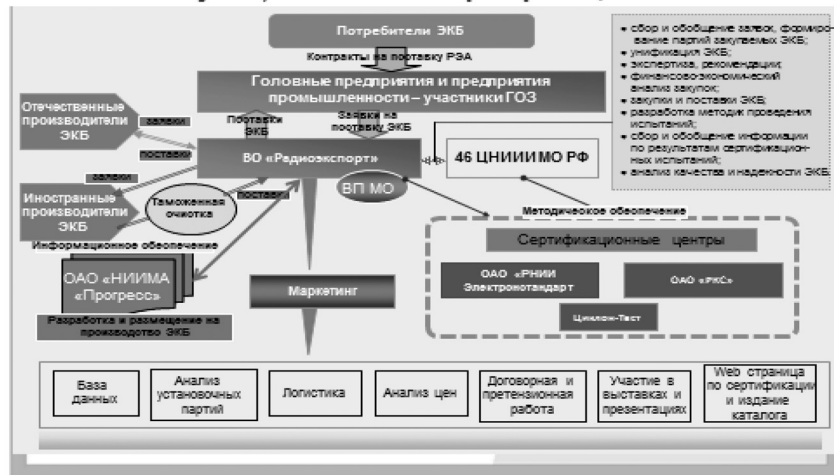 Потребители ЭКБ
Контракты на поставку РЭА
Головные предприятия и предприятия
промышленности – участники ГОЗ
• сбор и обобщение заявок, формиро-
вание партий закупаемых ЭКБ;
• унификация ЭКБ;
• экспертиза, рекомендации;
• финансово-экономический
анализ закупок;
• закупки и поставки ЭКБ;
• разработка методик проведения
испытаний;
• сбор и обобщение информации
по результатам сертификацион-
ных испытаний;
• анализ качества и надежности ЭКБ.
Отечественные
производители
ЭКБ
заявки
поставки
Поставки
ЭКБ
Заявки на
поставку ЭКБ
ВО «Радиоэкспорт»
46 ЦНИИИ МО РФ
ВП МО
Иностранные
производители
ЭКБ
заявки
поставки
Таможенная
очистка
Информационное обеспечение
ОАО «НИИМА
«Прогресс»
Разработка и размещение на
производство ЭКБ
Маркетинг
Методическое обеспечение
Сертификационные центры
ОАО «РНИИ
Электронстандарт
ОАО «РКС»
Циклон-Тест
База
данных
Анализ
установочных
партий
Логистика
Анализ цен
Договорная и
претензионная
работа
Участие в
выставках и
презентациях
Web страница
по сертификации
и издание
каталога